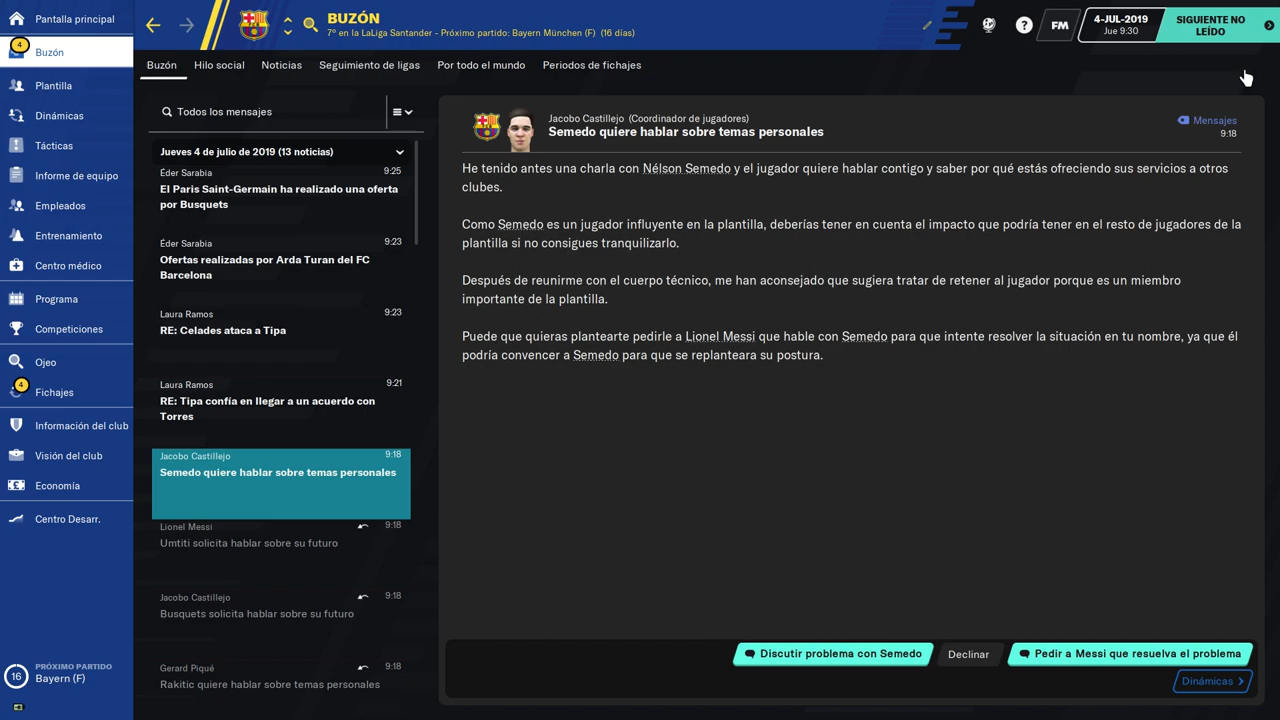 Pantalla principal
4
Buzón
Plantilla
Dinámicas
Tácticas
Informe de equipo
Empleados
Entrenamiento
Centro médico
Programa
Competiciones
Ojeo
4
Fichajes
Información del club
Visión del club
Economía
Centro Desarr.
16
PRÓXIMO PARTIDO
Bayern (F)
BUZÓN
7º en la LaLiga Santander - Próximo partido: Bayern München (F) (16 días)
?
FM
4-JUL-2019
Jue 9:30
SIGUIENTE NO
LEÍDO
Buzón
Hilo social
Noticias
Seguimiento de ligas
Por todo el mundo
Periodos de fichajes
Todos los mensajes
Jueves 4 de julio de 2019 (13 noticias)
Éder Sarabia 9:25
El Paris Saint-Germain ha realizado una oferta
por Busquets
Éder Sarabia 9:23
Ofertas realizadas por Arda Turan del FC
Barcelona
Laura Ramos 9:23
RE: Celades ataca a Tipa
Laura Ramos 9:21
RE: Tipa confía en llegar a un acuerdo con
Torres
Jacobo Castillejo 9:18
Semedo quiere hablar sobre temas personales
Lionel Messi 9:18
Umtiti solicita hablar sobre su futuro
Jacobo Castillejo 9:18
Busquets solicita hablar sobre su futuro
Gerard Piqué 9:18
Rakitic quiere hablar sobre temas personales
Jacobo Castillejo (Coordinador de jugadores)
Semedo quiere hablar sobre temas personales
Mensajes
9:18
He tenido antes una charla con Nélson Semedo y el jugador quiere hablar contigo y saber por qué estás ofreciendo sus servicios a otros
clubes.
Como Semedo es un jugador influyente en la plantilla, deberías tener en cuenta el impacto que podría tener en el resto de jugadores de la
plantilla si no consigues tranquilizarlo.
Después de reunirme con el cuerpo técnico, me han aconsejado que sugiera tratar de retener al jugador porque es un miembro
importante de la plantilla.
Puede que quieras plantearte pedirle a Lionel Messi que hable con Semedo para que intente resolver la situación en tu nombre, ya que él
podría convencer a Semedo para que se replanteara su postura.
Discutir problema con Semedo
Declinar
Pedir a Messi que resuelva el problema
Dinámicas